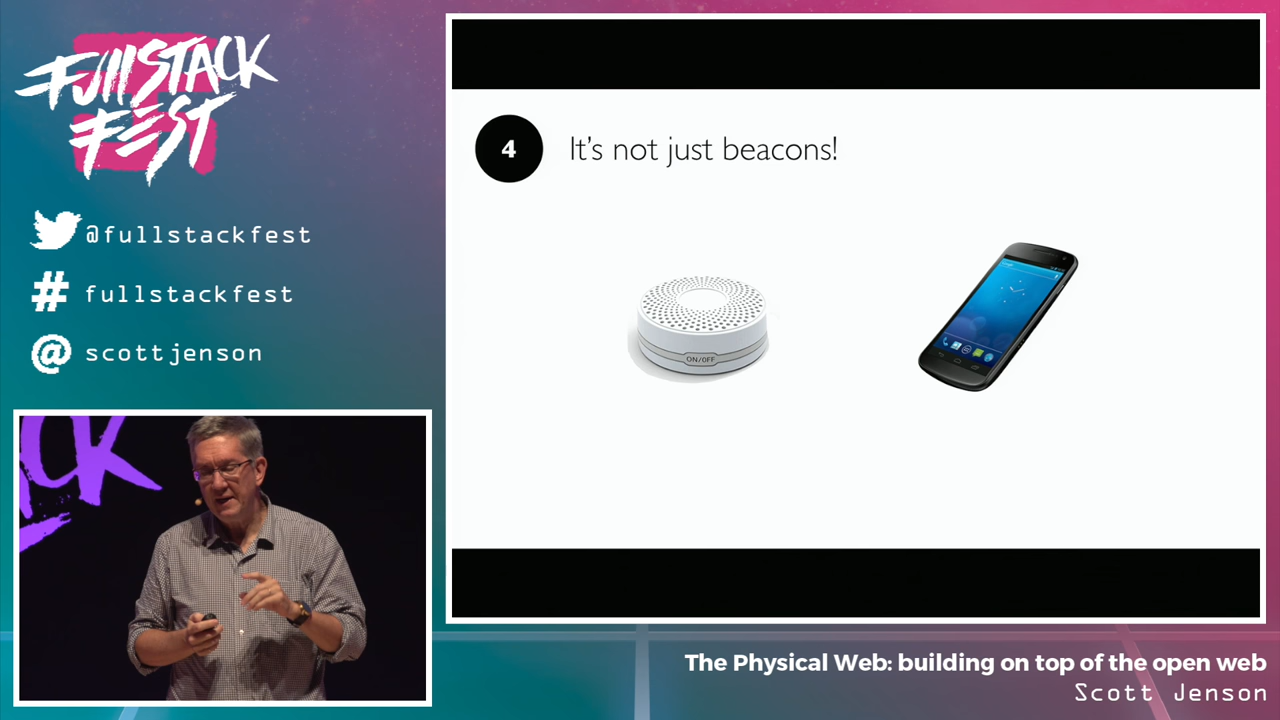 FullSTACK
FEST
@fullstackfest
# fullstackfest
@ scottjenson
CK
4
It's not just beacons!
ON/OFF
The Physical Web: building on top of the open web
Scott Jenson